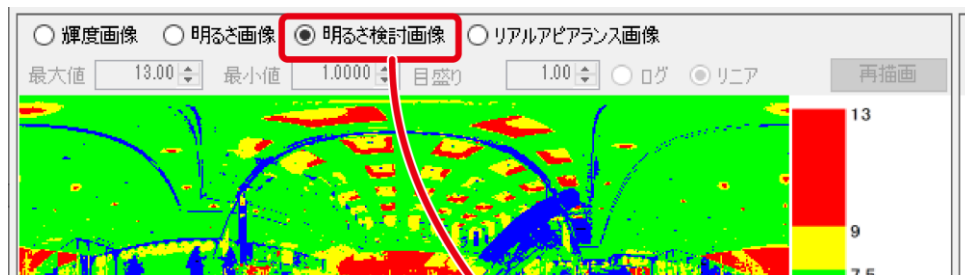 輝度画像 明るさ画像 明るさ検討画像 リアルアピアランス画像
最大値 13.00 最小値 1.0000 目盛り 1.00 ログ リニア 再描画
13
9
7.5